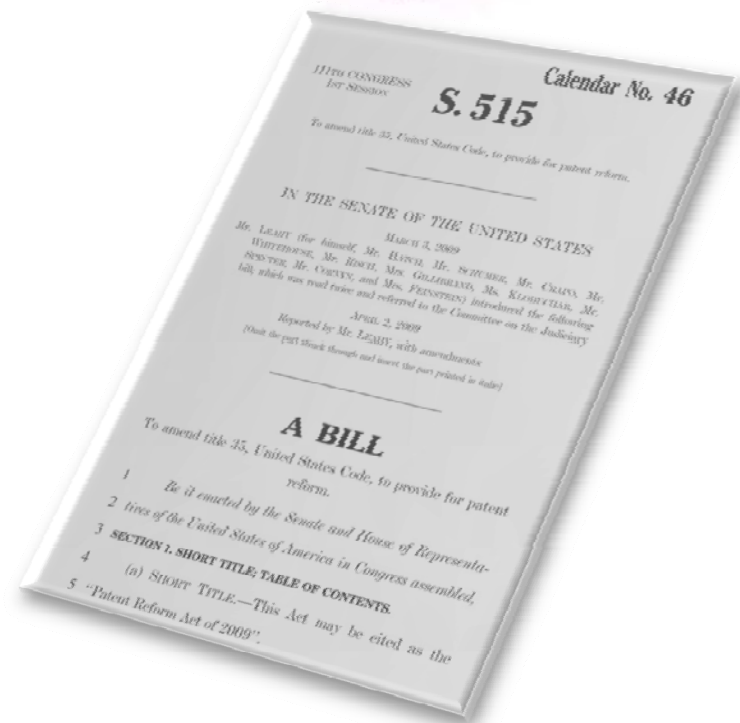 Calendar No. 46
111TH CONGRESS
1ST SESSION
S. 515
To amend title 35, United States Code, to provide for patent reform.
IN THE SENATE OF THE UNITED STATES
MARCH 3, 2009
Mr. LEAHY (for himself, Mr. HATCH, Mr. SCHUMER, Mr. CRAPO, Mr.
WHITEHOUSE, Mr. RISCH, Mrs. GILLIBRAND, Ms. KLOBUCHAR, Mr.
SPECTER, Mr. CORNYN, and Mrs. FEINSTEIN) introduced the following
bill; which was read twice and referred to the Committee on the Judiciary
APRIL 2, 2009
Reported by Mr. LEAHY, with amendments
[Omit the part struck through and insert the part printed in italic]
A BILL
To amend title 35, United States Code, to provide for patent
reform.
1 Be it enacted by the Senate and House of Representa-
2 tives of the United States of America in Congress assembled,
3 SECTION 1. SHORT TITLE; TABLE OF CONTENTS.
4 (a) SHORT TITLE.—This Act may be cited as the
5 "Patent Reform Act of 2009".